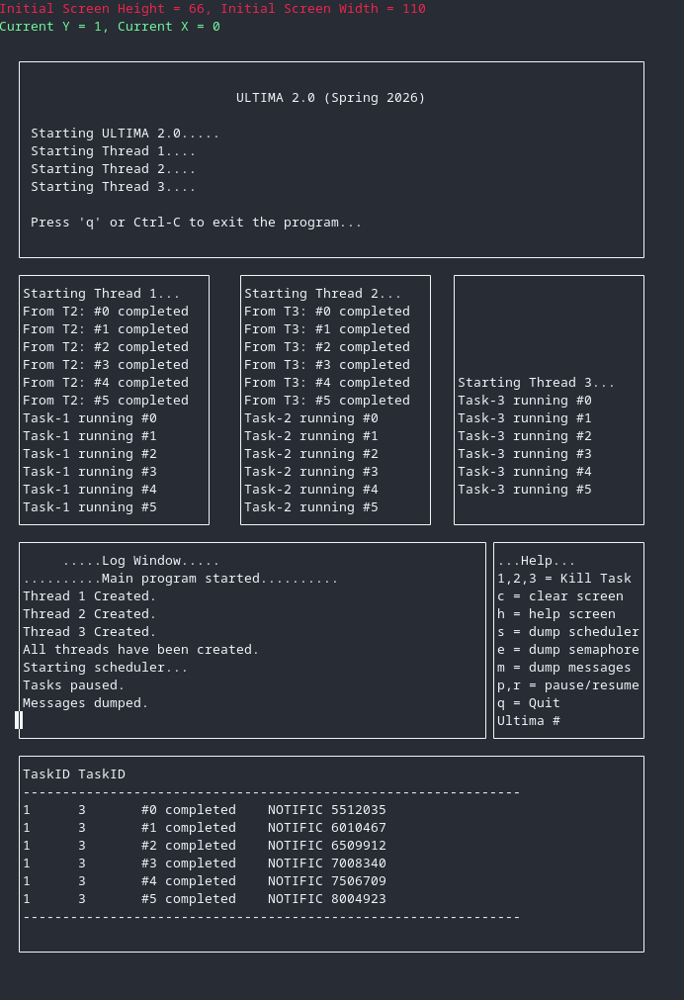 Initial Screen Height = 66, Initial Screen Width = 110
Current Y = 1, Current X = 0
ULTIMA 2.0 (Spring 2026)
Starting ULTIMA 2.0.....
Starting Thread 1....
Starting Thread 2....
Starting Thread 3....
Press 'q' or Ctrl-C to exit the program...
Starting Thread 1...
From T2: #0 completed
From T2: #1 completed
From T2: #2 completed
From T2: #3 completed
From T2: #4 completed
From T2: #5 completed
Task-1 running #0
Task-1 running #1
Task-1 running #2
Task-1 running #3
Task-1 running #4
Task-1 running #5
Starting Thread 2...
From T3: #0 completed
From T3: #1 completed
From T3: #2 completed
From T3: #3 completed
From T3: #4 completed
From T3: #5 completed
Task-2 running #0
Task-2 running #1
Task-2 running #2
Task-2 running #3
Task-2 running #4
Task-2 running #5
Starting Thread 3...
Task-3 running #0
Task-3 running #1
Task-3 running #2
Task-3 running #3
Task-3 running #4
Task-3 running #5
.....Log Window.....
..........Main program started..........
Thread 1 Created.
Thread 2 Created.
Thread 3 Created.
All threads have been created.
Starting scheduler...
Tasks paused.
Messages dumped.
...Help...
1,2,3 = Kill Task
c = clear screen
h = help screen
s = dump scheduler
e = dump semaphore
m = dump messages
p,r = pause/resume
q = Quit
Ultima #
TaskID TaskID
---------------------------------------------------------------
1 3 #0 completed NOTIFIC 5512035
1 3 #1 completed NOTIFIC 6010467
1 3 #2 completed NOTIFIC 6509912
1 3 #3 completed NOTIFIC 7008340
1 3 #4 completed NOTIFIC 7506709
1 3 #5 completed NOTIFIC 8004923
---------------------------------------------------------------